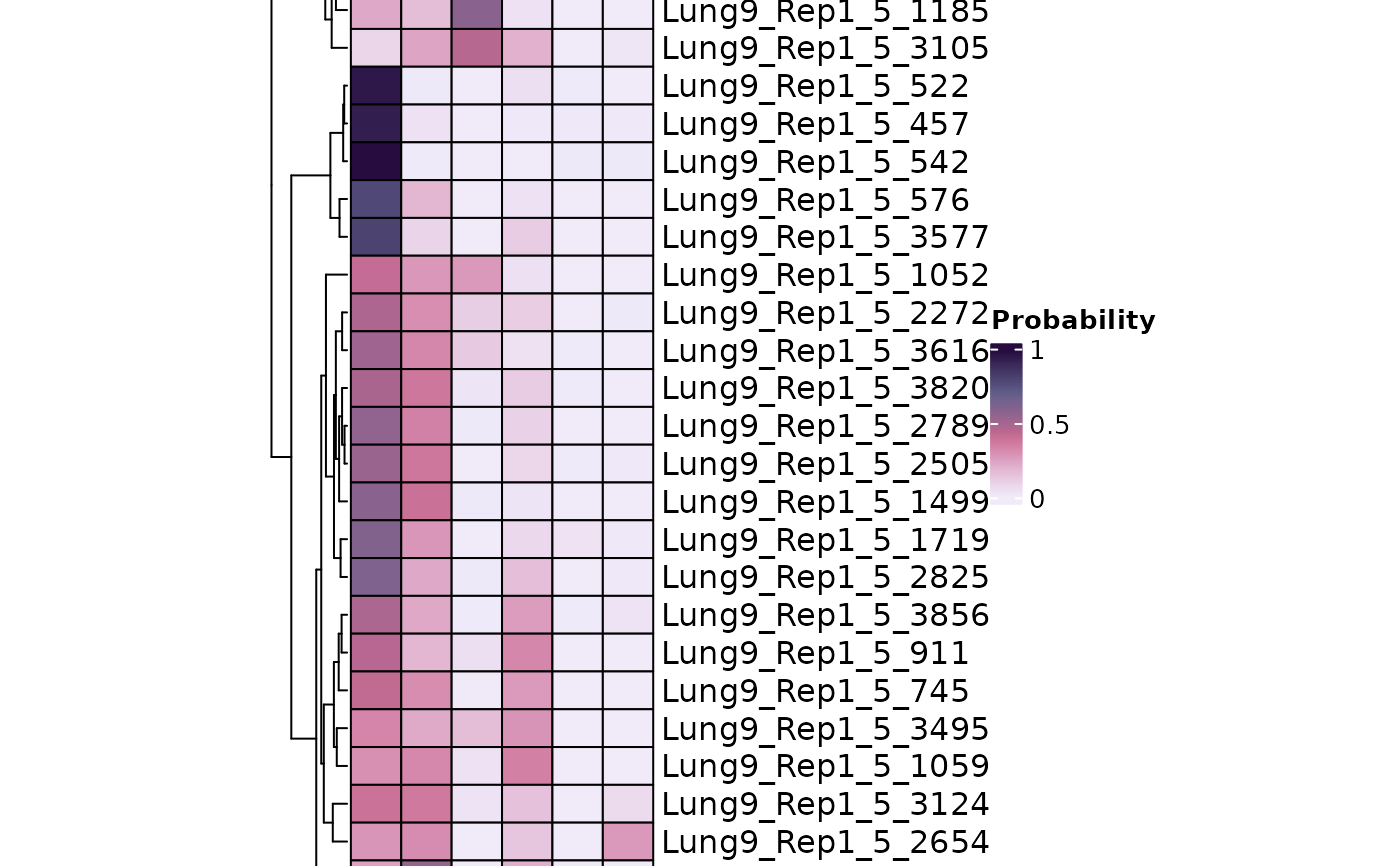 Lung9_Rep1_5_1185
Lung9_Rep1_5_3105
Lung9_Rep1_5_522
Lung9_Rep1_5_457
Lung9_Rep1_5_542
Lung9_Rep1_5_576
Lung9_Rep1_5_3577
Lung9_Rep1_5_1052
Lung9_Rep1_5_2272
Lung9_Rep1_5_3616
Lung9_Rep1_5_3820
Lung9_Rep1_5_2789
Lung9_Rep1_5_2505
Lung9_Rep1_5_1499
Lung9_Rep1_5_1719
Lung9_Rep1_5_2825
Lung9_Rep1_5_3856
Lung9_Rep1_5_911
Lung9_Rep1_5_745
Lung9_Rep1_5_3495
Lung9_Rep1_5_1059
Lung9_Rep1_5_3124
Lung9_Rep1_5_2654
Probability
1
0.5
0